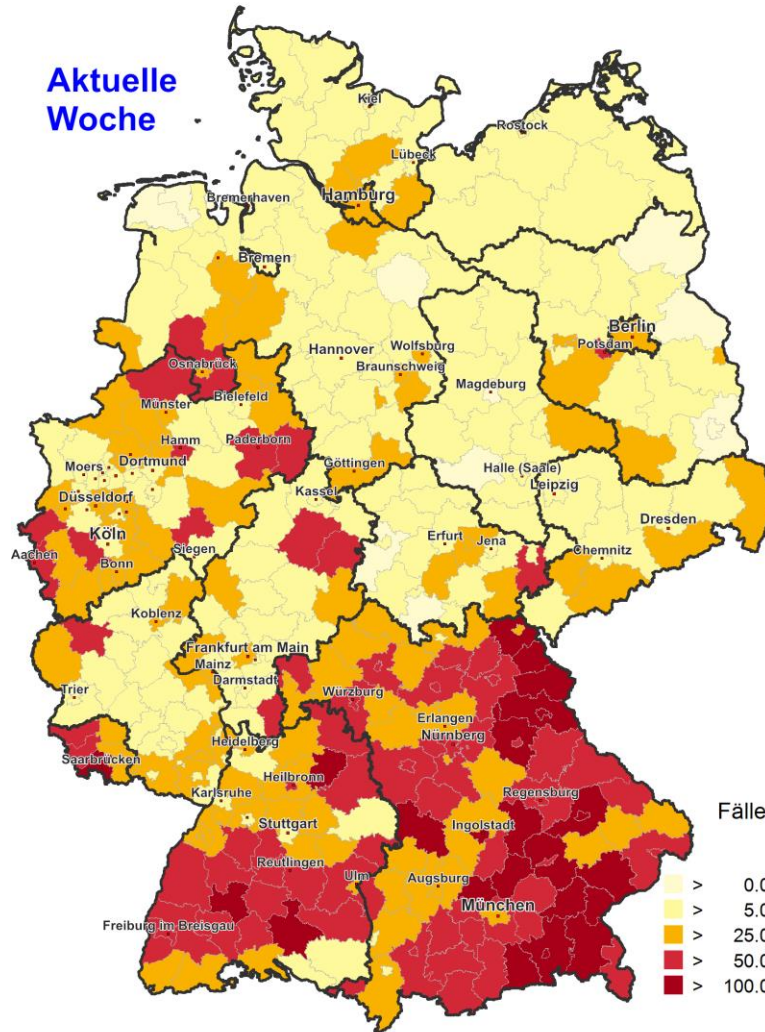 Aktuelle
Woche
Kiel
Rostock
Lübeck
Hamburg
Bremerhaven
Bremen
Berlin
Potsdam
Wolfsburg
Hannover
Braunschweig
Osnabrück
Bielefeld
Magdeburg
Münster
Hamm
Paderborn
Moers
Dortmund
Göttingen
Halle (Saale)
Leipzig
Düsseldorf
Kassel
Dresden
Köln
Erfurt
Jena
Aachen
Siegen
Chemnitz
Bonn
Koblenz
Frankfurt am Main
Mainz
Darmstadt
Trier
Würzburg
Erlangen
Nürnberg
Heidelberg
Saarbrücken
Heilbronn
Karlsruhe
Regensburg
Stuttgart
Ingolstadt
Fälle
Reutlingen
Ulm
Augsburg
München
Freiburg im Breisgau
> 0.0
> 5.0
> 25.0
> 50.0
> 100.0